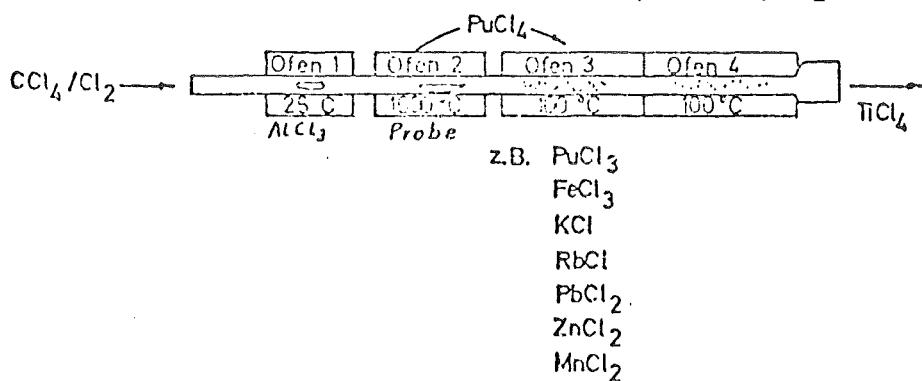 PuCl₄
Ofen 1 Ofen 2 Ofen 3 Ofen 4
CCl₄/Cl₂
25°C 1000°C 100°C 100°C
TiCl₄
AlCl₃ Probe
z.B. PuCl₃
FeCl₃
KCl
RbCl
PbCl₂
ZnCl₂
MnCl₂